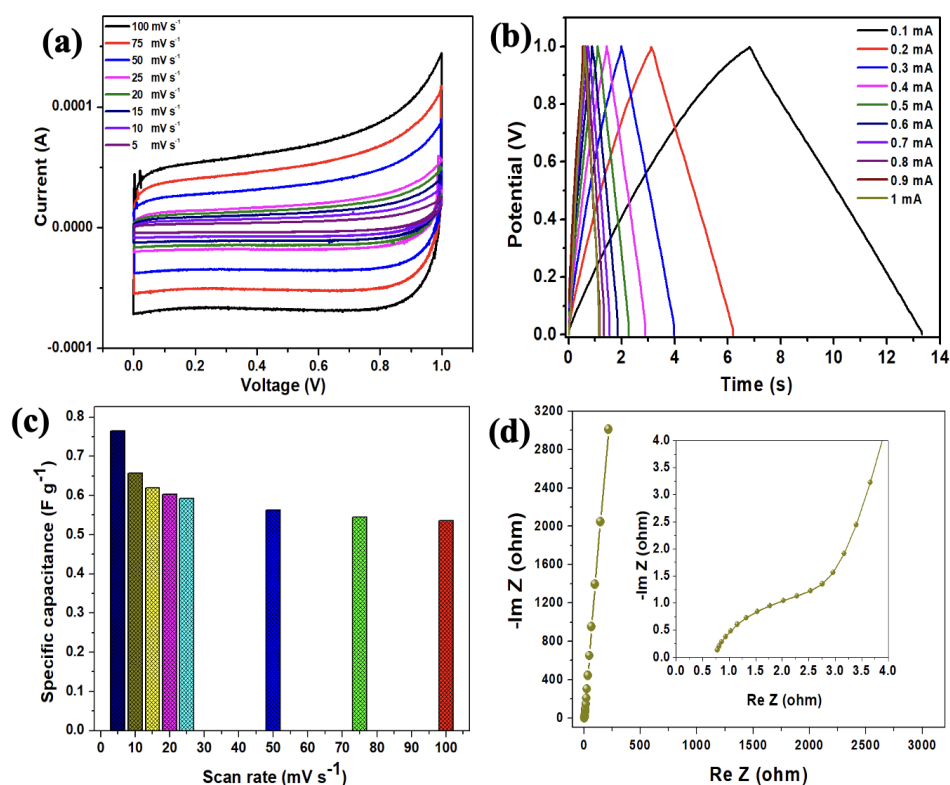 (a)
100 mV s-1
75 mV s-1
50 mV s-1
25 mV s-1
20 mV s-1
15 mV s-1
10 mV s-1
5 mV s-1
0.0001
0.0000
-0.0001
Current (A)
0.0 0.2 0.4 0.6 0.8 1.0
Voltage (V)
(b)
0.1 mA
0.2 mA
0.3 mA
0.4 mA
0.5 mA
0.6 mA
0.7 mA
0.8 mA
0.9 mA
1 mA
1.0
0.8
0.6
0.4
0.2
0.0
Potential (V)
0 2 4 6 8 10 12 14
Time (s)
(c)
0.8
0.7
0.6
0.5
0.4
0.3
0.2
0.1
0.0
Specific capacitance (F g-1)
0 10 20 30 40 50 60 70 80 90 100
Scan rate (mV s-1)
(d)
3200
2800
2400
2000
1600
1200
800
400
0
-Im Z (ohm)
0 500 1000 1500 2000 2500 3000
Re Z (ohm)
4.0
3.5
3.0
2.5
2.0
1.5
1.0
0.5
0.0
-Im Z (ohm)
0.0 0.5 1.0 1.5 2.0 2.5 3.0 3.5 4.0
Re Z (ohm)